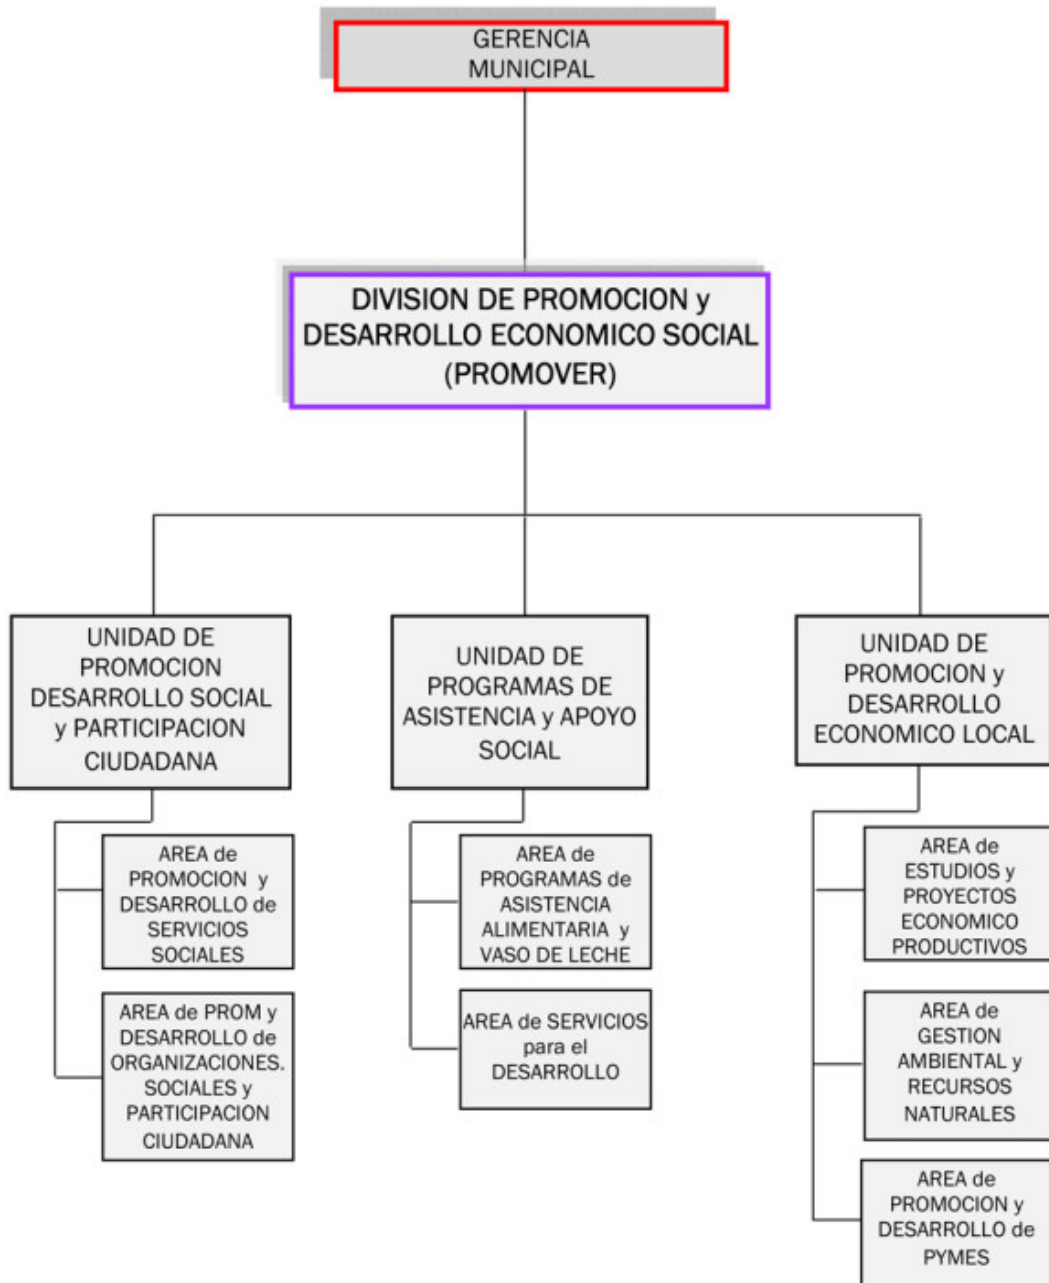 GERENCIA
MUNICIPAL
DIVISION DE PROMOCION y
DESARROLLO ECONOMICO SOCIAL
(PROMOVER)
UNIDAD DE
PROMOCION
DESARROLLO SOCIAL
y PARTICIPACION
CIUDADANA
AREA de
PROMOCION y
DESARROLLO de
SERVICIOS
SOCIALES
AREA de PROM y
DESARROLLO de
ORGANIZACIONES.
SOCIALES y
PARTICIPACION
CIUDADANA
UNIDAD DE
PROGRAMAS DE
ASISTENCIA y APOYO
SOCIAL
AREA de
PROGRAMAS de
ASISTENCIA
ALIMENTARIA y
VASO DE LECHE
AREA de SERVICIOS
para el
DESARROLLO
UNIDAD DE
PROMOCION y
DESARROLLO
ECONOMICO LOCAL
AREA de
ESTUDIOS y
PROYECTOS
ECONOMICO
PRODUCTIVOS
AREA de
GESTION
AMBIENTAL y
RECURSOS
NATURALES
AREA de
PROMOCION y
DESARROLLO de
PYMES